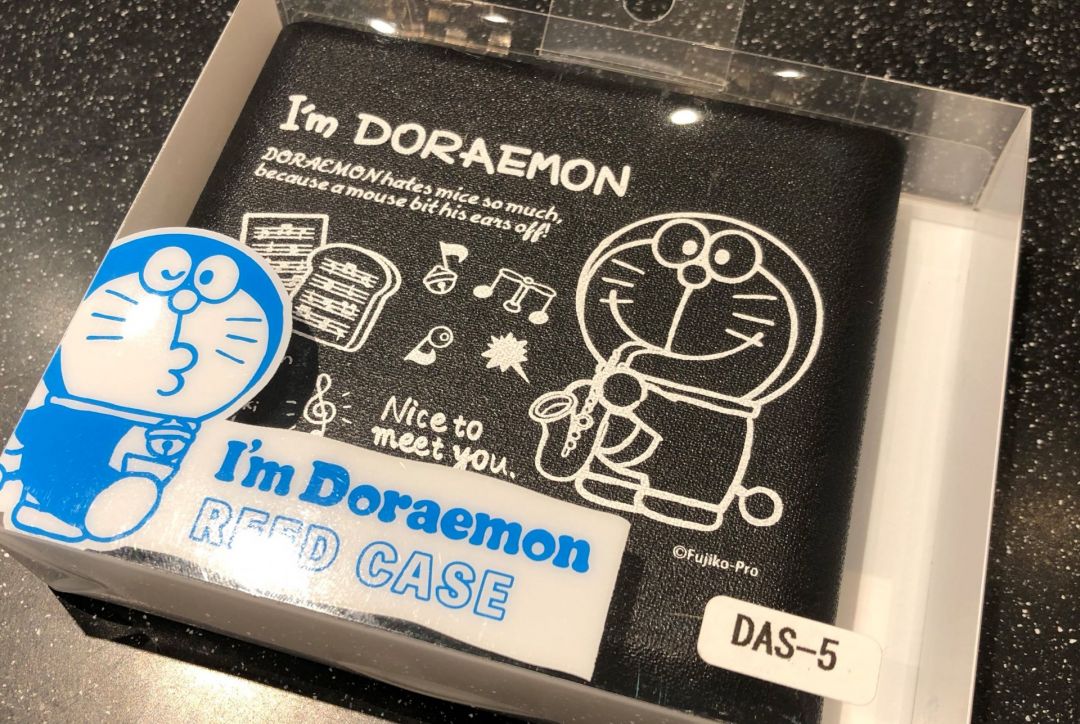 I'm DORAEMON
DORAEMON hates mice so much,
because a mouse bit his ears off!
Nice to
meet you.
I'm Doraemon
REED CASE
©Fujiko-Pro
DAS-5